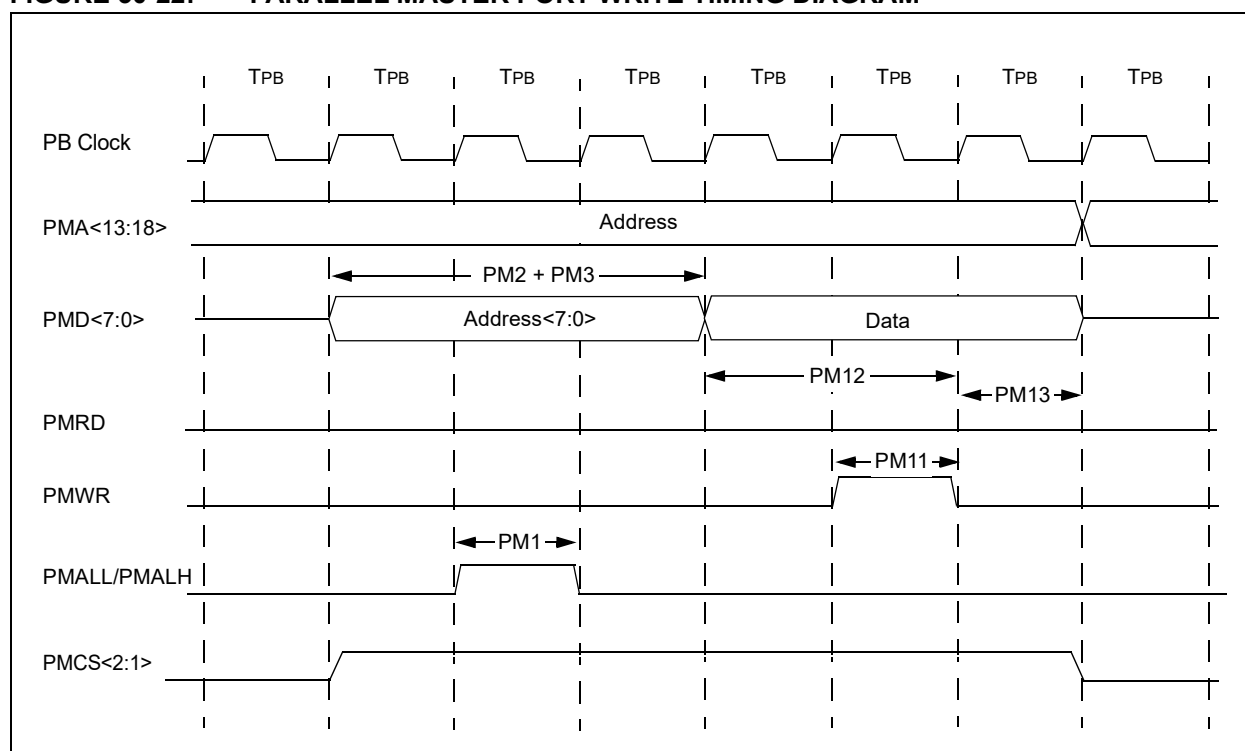 TPB TPB TPB TPB TPB TPB TPB TPB
PB Clock
PMA<13:18>
Address
PM2 + PM3
PMD<7:0>
Address<7:0>
Data
PM12
PM13
PMRD
PM11
PMWR
PM1
PMALL/PMALH
PMCS<2:1>